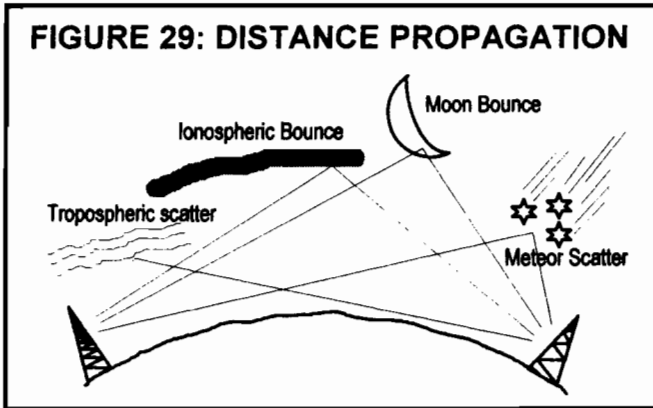 FIGURE 29: DISTANCE PROPAGATION
Moon Bounce
Ionospheric Bounce
Tropospheric scatter
Meteor Scatter